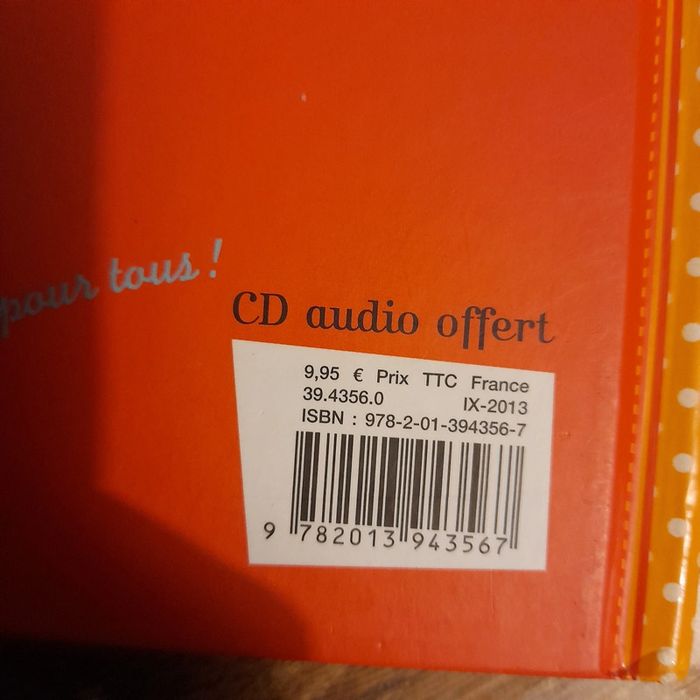 pour tous !
CD audio offert
9,95 € Prix TTC France
39.4356.0 IX-2013
ISBN : 978-2-01-394356-7
9 782013 943567